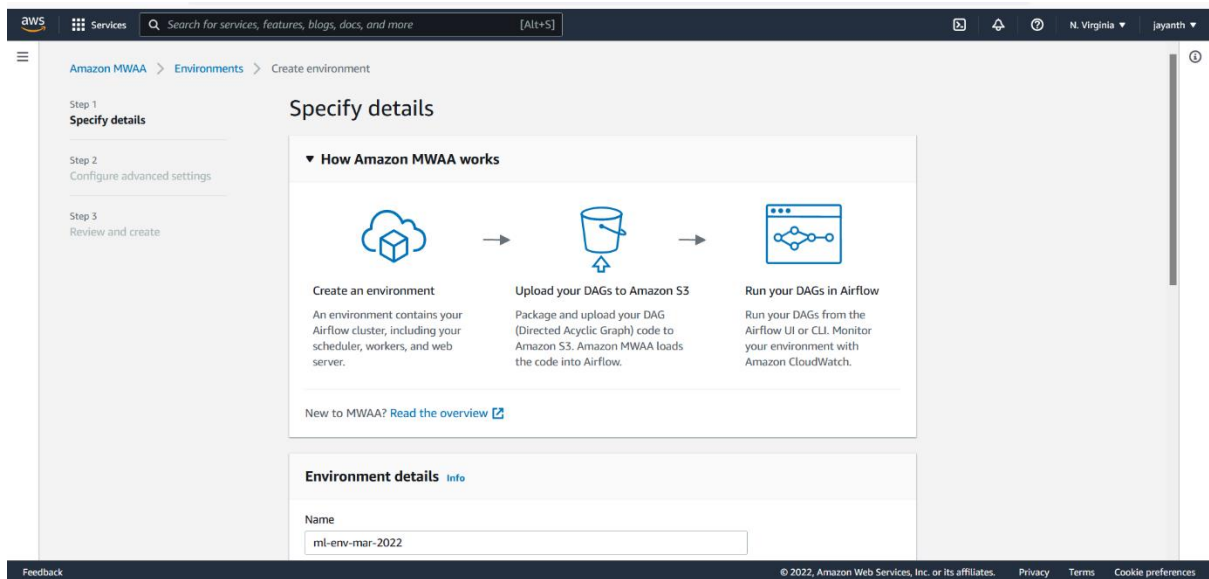 aws
Services
Search for services, features, blogs, docs, and more
[Alt+S]
N. Virginia
jayanth
Amazon MWAA > Environments > Create environment
Step 1
Specify details
Step 2
Configure advanced settings
Step 3
Review and create
Specify details
How Amazon MWAA works
Create an environment
An environment contains your
Airflow cluster, including your
scheduler, workers, and web
server.
Upload your DAGs to Amazon S3
Package and upload your DAG
(Directed Acyclic Graph) code to
Amazon S3. Amazon MWAA loads
the code into Airflow.
Run your DAGs in Airflow
Run your DAGs from the
Airflow UI or CLI. Monitor
your environment with
Amazon CloudWatch.
New to MWAA? Read the overview
Environment details Info
Name
ml-env-mar-2022
Feedback
© 2022, Amazon Web Services, Inc. or its affiliates.
Privacy
Terms
Cookie preferences